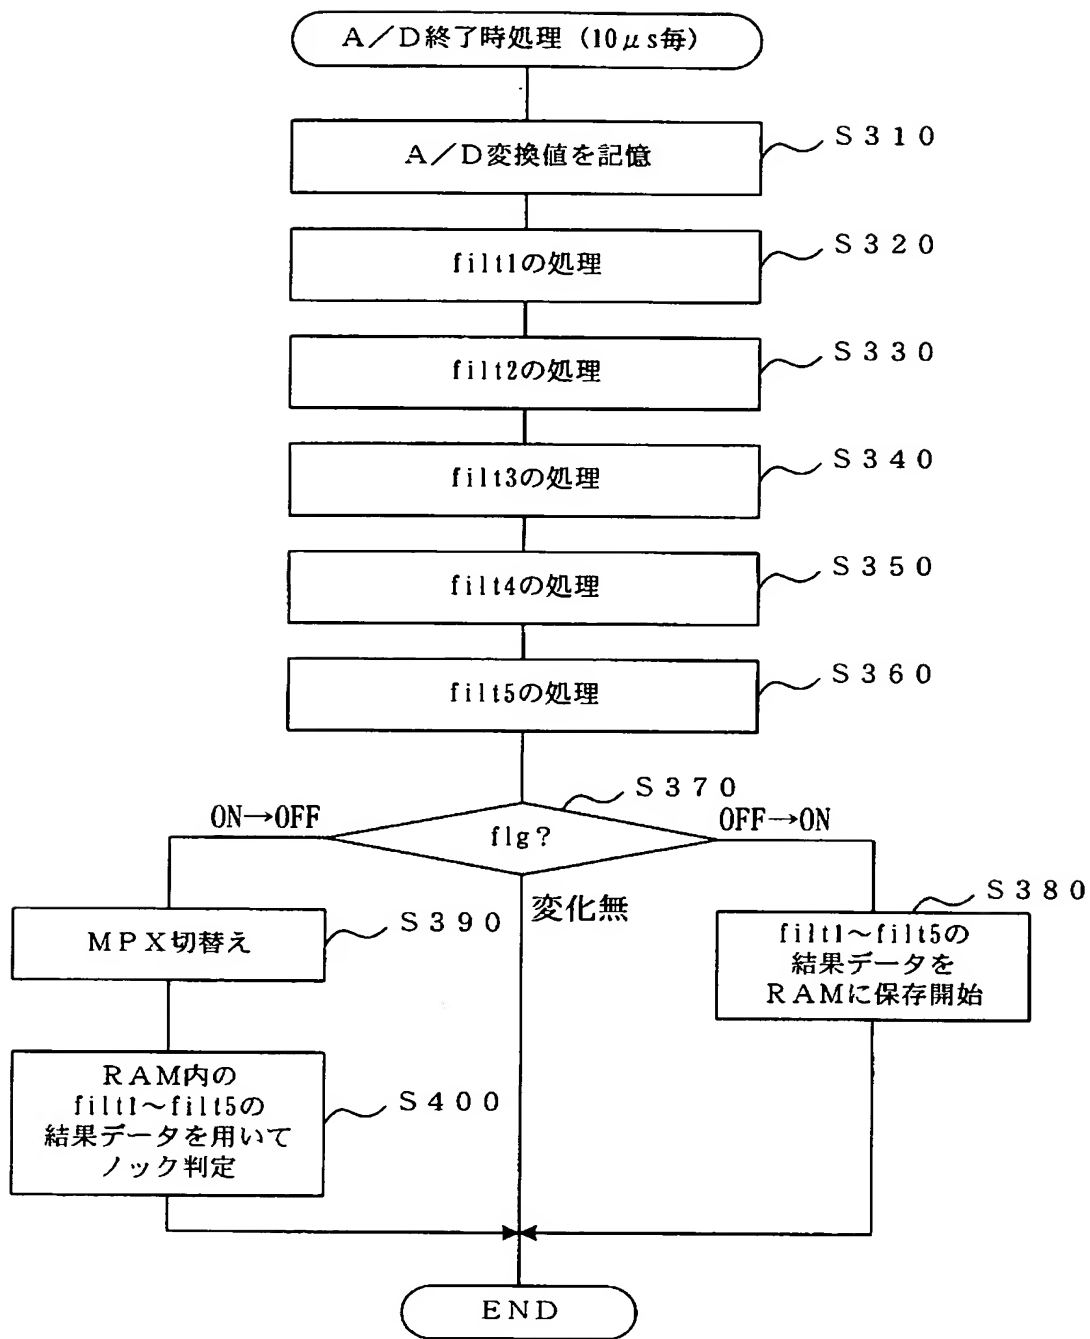 A/D終了時処理(10μs毎)
A/D変換値を記憶
S310
filt1の処理
S320
filt2の処理
S330
filt3の処理
S340
filt4の処理
S350
filt5の処理
S360
S370
ON→OFF
flg?
OFF→ON
変化無
MPX切替え
S390
S380
filt1~filt5の
結果データを
RAMに保存開始
RAM内の
filt1~filt5の
結果データを用いて
ノック判定
S400
END